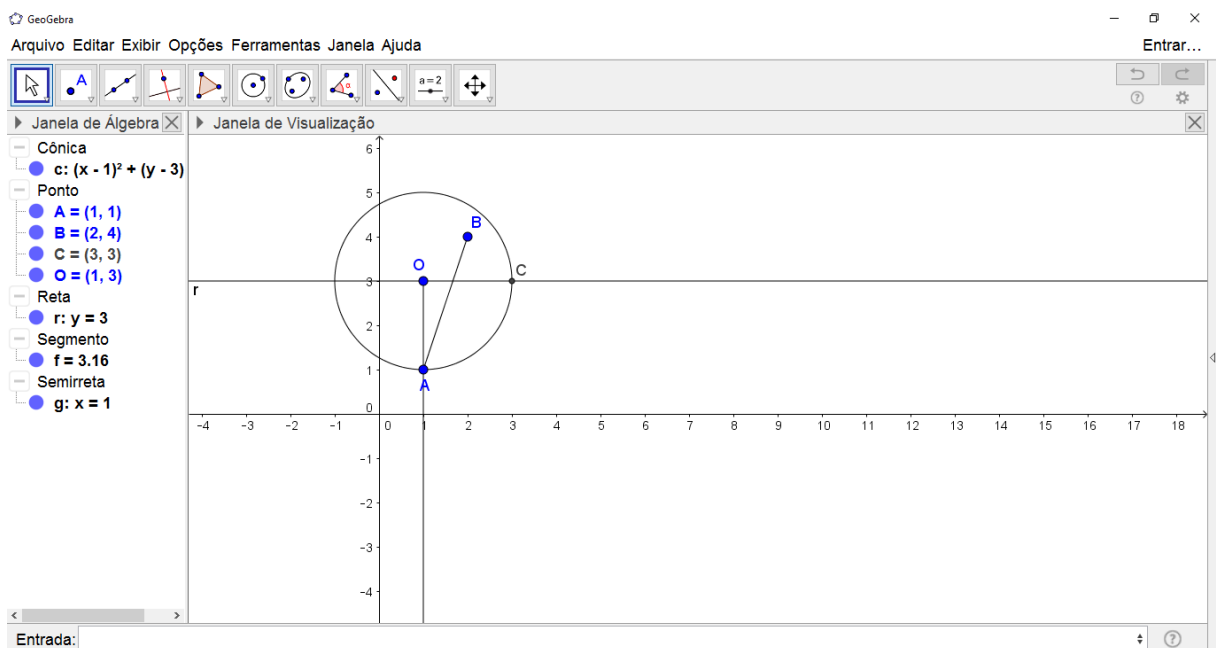 GeoGebra
Arquivo Editar Exibir Opções Ferramentas Janela Ajuda
Entrar...
A
α
a=2
Janela de Álgebra
Janela de Visualização
Cônica
c: (x - 1)² + (y - 3)
Ponto
A = (1, 1)
B = (2, 4)
C = (3, 3)
O = (1, 3)
Reta
r: y = 3
Segmento
f = 3.16
Semirreta
g: x = 1
6
5
4
3
2
1
0
-1
-2
-3
-4
-4 -3 -2 -1 0 1 2 3 4 5 6 7 8 9 10 11 12 13 14 15 16 17 18
B
O
C
r
A
Entrada: